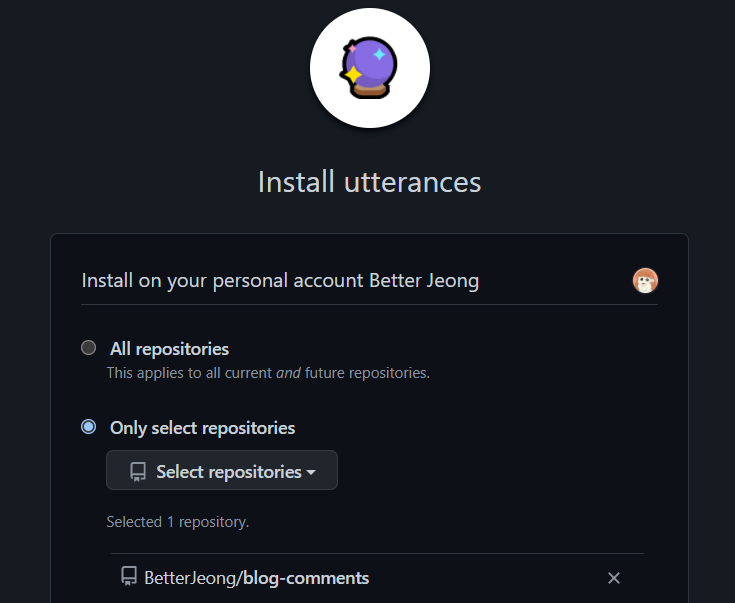 Install utterances
Install on your personal account Better Jeong
All repositories
This applies to all current and future repositories.
Only select repositories
Select repositories
Selected 1 repository.
BetterJeong/blog-comments